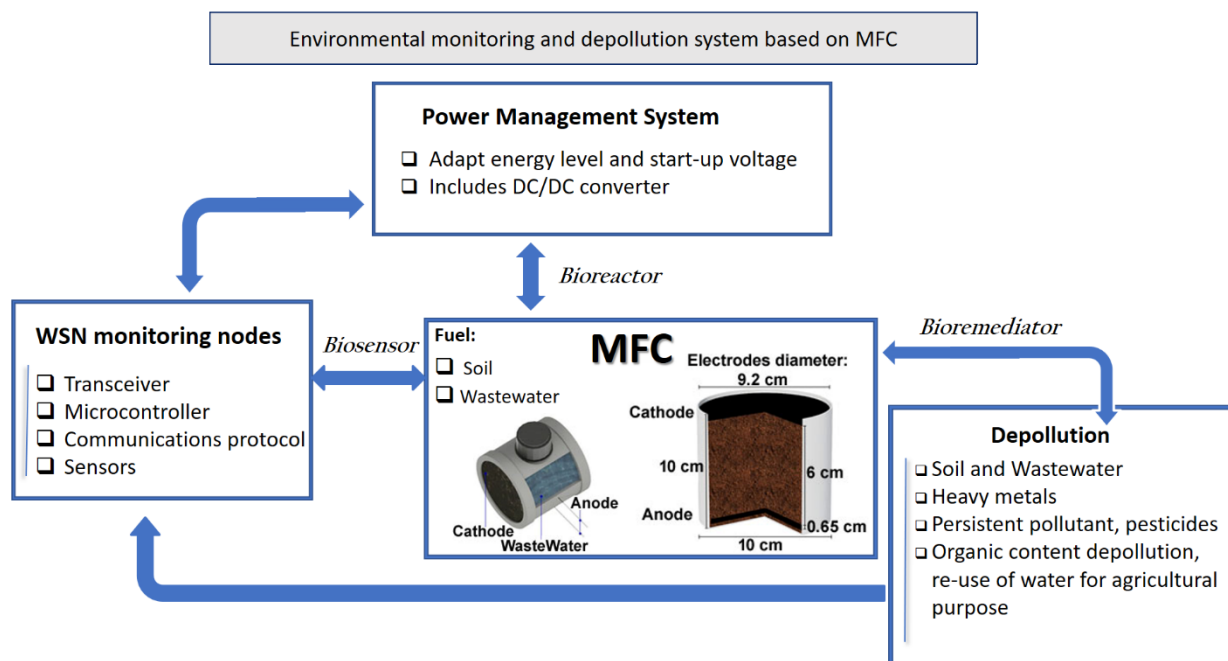 Environmental monitoring and depollution system based on MFC
Power Management System
❑ Adapt energy level and start-up voltage
❑ Includes DC/DC converter
Bioreactor
WSN monitoring nodes
❑ Transceiver
❑ Microcontroller
❑ Communications protocol
❑ Sensors
Biosensor
Fuel:
❑ Soil
❑ Wastewater
MFC
Cathode
WasteWater
Anode
Electrodes diameter:
9.2 cm
Cathode
10 cm
6 cm
Anode
0.65 cm
10 cm
Bioremediator
Depollution
❑ Soil and Wastewater
❑ Heavy metals
❑ Persistent pollutant, pesticides
❑ Organic content depollution,
re-use of water for agricultural
purpose